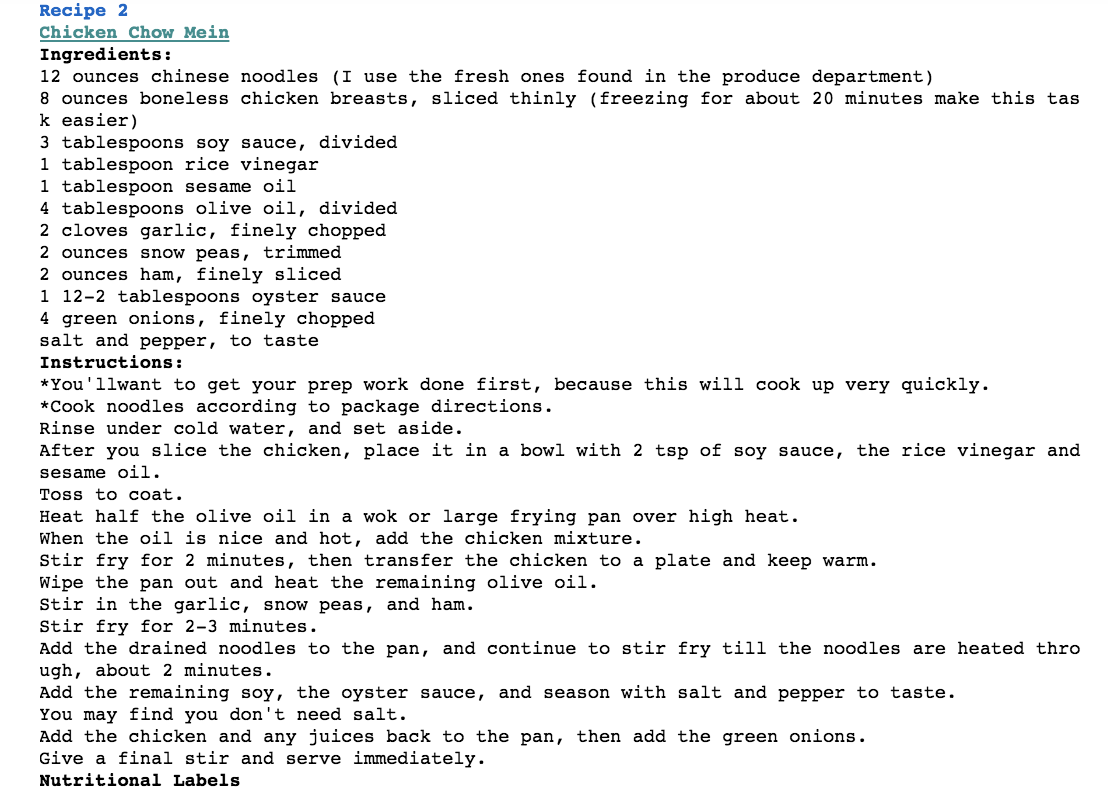 Recipe 2
Chicken Chow Mein
Ingredients:
12 ounces chinese noodles (I use the fresh ones found in the produce department)
8 ounces boneless chicken breasts, sliced thinly (freezing for about 20 minutes make this tas
k easier)
3 tablespoons soy sauce, divided
1 tablespoon rice vinegar
1 tablespoon sesame oil
4 tablespoons olive oil, divided
2 cloves garlic, finely chopped
2 ounces snow peas, trimmed
2 ounces ham, finely sliced
1 12-2 tablespoons oyster sauce
4 green onions, finely chopped
salt and pepper, to taste
Instructions:
*You'llwant to get your prep work done first, because this will cook up very quickly.
*Cook noodles according to package directions.
Rinse under cold water, and set aside.
After you slice the chicken, place it in a bowl with 2 tsp of soy sauce, the rice vinegar and
sesame oil.
Toss to coat.
Heat half the olive oil in a wok or large frying pan over high heat.
When the oil is nice and hot, add the chicken mixture.
Stir fry for 2 minutes, then transfer the chicken to a plate and keep warm.
Wipe the pan out and heat the remaining olive oil.
Stir in the garlic, snow peas, and ham.
Stir fry for 2-3 minutes.
Add the drained noodles to the pan, and continue to stir fry till the noodles are heated thro
ugh, about 2 minutes.
Add the remaining soy, the oyster sauce, and season with salt and pepper to taste.
You may find you don't need salt.
Add the chicken and any juices back to the pan, then add the green onions.
Give a final stir and serve immediately.
Nutritional Labels